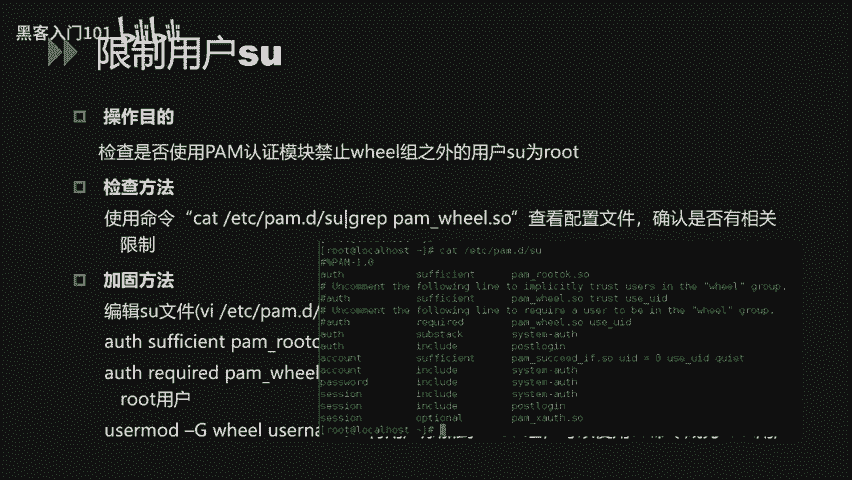 黑客入门101 bilibili
限制用户su
操作目的
检查是否使用PAM认证模块禁止wheel组之外的用户su为root
检查方法
使用命令“cat /etc/pam.d/su|grep pam_wheel.so”查看配置文件，确认是否有相关
限制
加固方法
编辑su文件(vi /etc/pam.d/
auth sufficient pam_rooto
auth required pam_wheel
root用户
usermod –G wheel userna
[root@localhost ~]# cat /etc/pam.d/su
#%PAM-1.0
auth sufficient pam_rootok.so
# Uncomment the following line to implicitly trust users in the "wheel" group.
#auth sufficient pam_wheel.so trust use_uid
# Uncomment the following line to require a user to be in the "wheel" group.
#auth required pam_wheel.so use_uid
auth substack system-auth
auth include postlogin
account sufficient pam_succeed_if.so uid = 0 use_uid quiet
account include system-auth
password include system-auth
session include system-auth
session include postlogin
session optional pam_xauth.so
[root@localhost ~]#